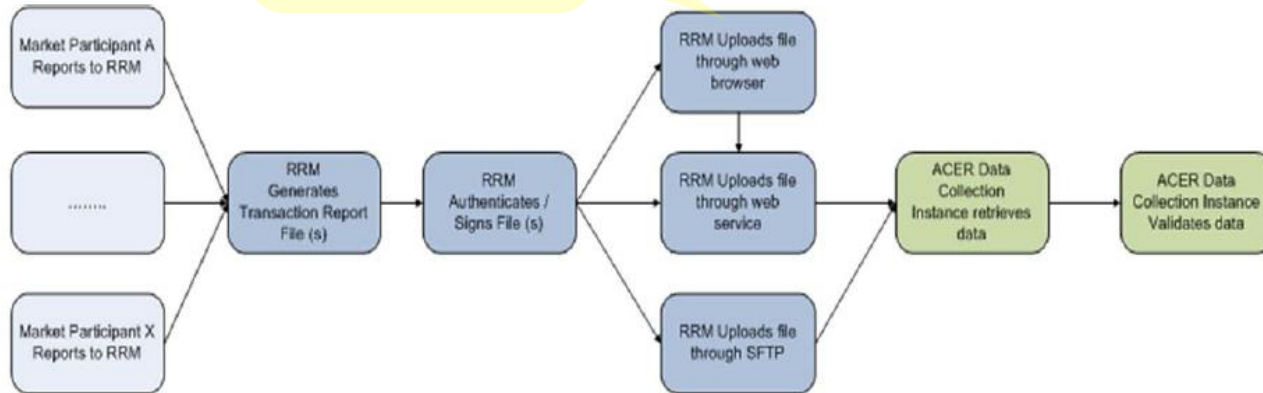 Market Participant A
Reports to RRM
........
Market Participant X
Reports to RRM
RRM
Generates
Transaction Report
File (s)
RRM
Authenticates /
Signs File (s)
RRM Uploads file
through web
browser
RRM Uploads file
through web
service
RRM Uploads file
through SFTP
ACER Data
Collection
Instance retrieves
data
ACER Data
Collection Instance
Validates data